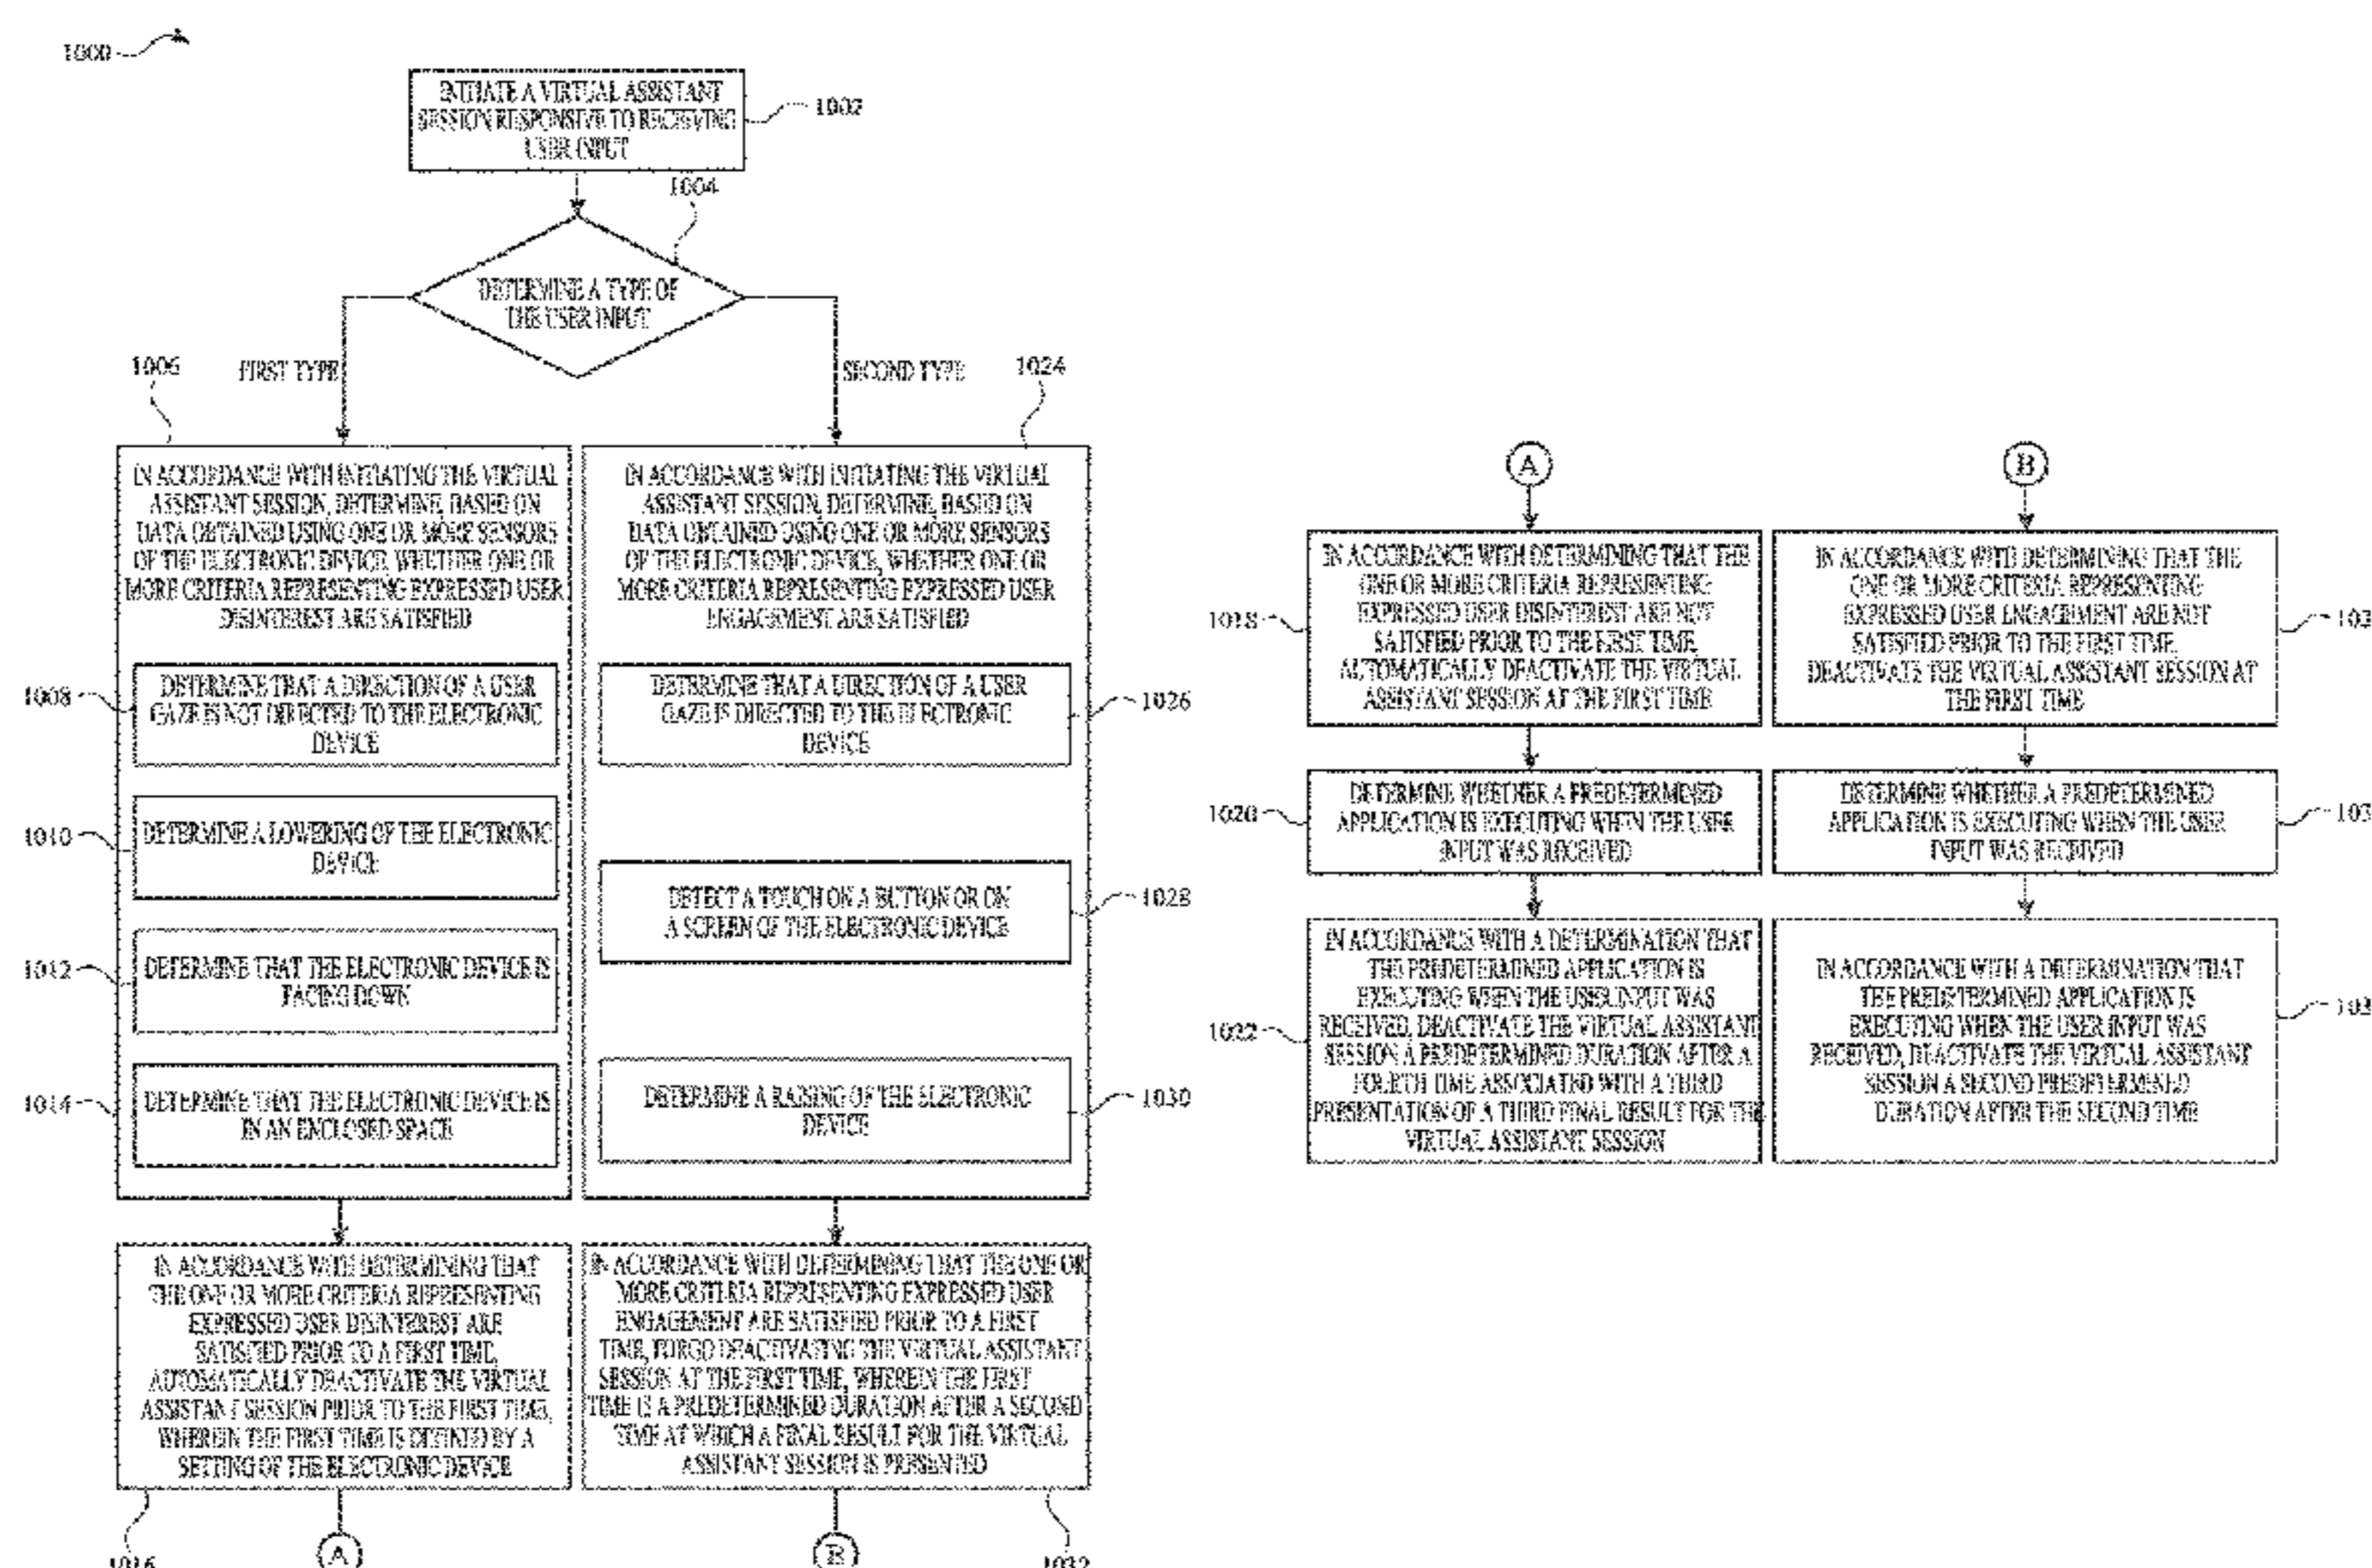 1000
INITIATE A VIRTUAL ASSISTANT
SESSION RESPONSIVE TO RECEIVING
USER INPUT
1002
1004
DETERMINE A TYPE OF
THE USER INPUT
FIRST TYPE
SECOND TYPE
1006
IN ACCORDANCE WITH INITIATING THE VIRTUAL
ASSISTANT SESSION, DETERMINE, BASED ON
DATA OBTAINED USING ONE OR MORE SENSORS
OF THE ELECTRONIC DEVICE, WHETHER ONE OR
MORE CRITERIA REPRESENTING EXPRESSED USER
DISINTEREST ARE SATISFIED
1008
DETERMINE THAT A DIRECTION OF A USER
GAZE IS NOT DIRECTED TO THE ELECTRONIC
DEVICE
1010
DETERMINE A LOWERING OF THE ELECTRONIC
DEVICE
1012
DETERMINE THAT THE ELECTRONIC DEVICE IS
FACING DOWN
1014
DETERMINE THAT THE ELECTRONIC DEVICE IS
IN AN ENCLOSED SPACE
1024
IN ACCORDANCE WITH INITIATING THE VIRTUAL
ASSISTANT SESSION, DETERMINE, BASED ON
DATA OBTAINED USING ONE OR MORE SENSORS
OF THE ELECTRONIC DEVICE, WHETHER ONE OR
MORE CRITERIA REPRESENTING EXPRESSED USER
ENGAGEMENT ARE SATISFIED
DETERMINE THAT A DIRECTION OF A USER
GAZE IS DIRECTED TO THE ELECTRONIC
DEVICE
1026
DETECT A TOUCH ON A BUTTON OR ON
A SCREEN OF THE ELECTRONIC DEVICE
1028
DETERMINE A RAISING OF THE ELECTRONIC
DEVICE
1030
IN ACCORDANCE WITH DETERMINING THAT
THE ONE OR MORE CRITERIA REPRESENTING
EXPRESSED USER DISINTEREST ARE
SATISFIED PRIOR TO A FIRST TIME,
AUTOMATICALLY DEACTIVATE THE VIRTUAL
ASSISTANT SESSION PRIOR TO THE FIRST TIME,
WHEREIN THE FIRST TIME IS DEFINED BY A
SETTING OF THE ELECTRONIC DEVICE
1016
A
IN ACCORDANCE WITH DETERMINING THAT THE ONE OR
MORE CRITERIA REPRESENTING EXPRESSED USER
ENGAGEMENT ARE SATISFIED PRIOR TO A FIRST
TIME, FORGO DEACTIVATING THE VIRTUAL ASSISTANT
SESSION AT THE FIRST TIME, WHEREIN THE FIRST
TIME IS A PREDETERMINED DURATION AFTER A SECOND
TIME AT WHICH A FINAL RESULT FOR THE VIRTUAL
ASSISTANT SESSION IS PRESENTED
B
1032
A
1018
IN ACCORDANCE WITH DETERMINING THAT THE
ONE OR MORE CRITERIA REPRESENTING
EXPRESSED USER DISINTEREST ARE NOT
SATISFIED PRIOR TO THE FIRST TIME,
AUTOMATICALLY DEACTIVATE THE VIRTUAL
ASSISTANT SESSION AT THE FIRST TIME
1020
DETERMINE WHETHER A PREDETERMINED
APPLICATION IS EXECUTING WHEN THE USER
INPUT WAS RECEIVED
1022
IN ACCORDANCE WITH A DETERMINATION THAT
THE PREDETERMINED APPLICATION IS
EXECUTING WHEN THE USER INPUT WAS
RECEIVED, DEACTIVATE THE VIRTUAL ASSISTANT
SESSION A PREDETERMINED DURATION AFTER A
FOURTH TIME ASSOCIATED WITH A THIRD
PRESENTATION OF A THIRD FINAL RESULT FOR THE
VIRTUAL ASSISTANT SESSION
B
IN ACCORDANCE WITH DETERMINING THAT THE
ONE OR MORE CRITERIA REPRESENTING
EXPRESSED USER ENGAGEMENT ARE NOT
SATISFIED PRIOR TO THE FIRST TIME,
DEACTIVATE THE VIRTUAL ASSISTANT SESSION AT
THE FIRST TIME
103
DETERMINE WHETHER A PREDETERMINED
APPLICATION IS EXECUTING WHEN THE USER
INPUT WAS RECEIVED
103
IN ACCORDANCE WITH A DETERMINATION THAT
THE PREDETERMINED APPLICATION IS
EXECUTING WHEN THE USER INPUT WAS
RECEIVED, DEACTIVATE THE VIRTUAL ASSISTANT
SESSION A SECOND PREDETERMINED
DURATION AFTER THE SECOND TIME
103